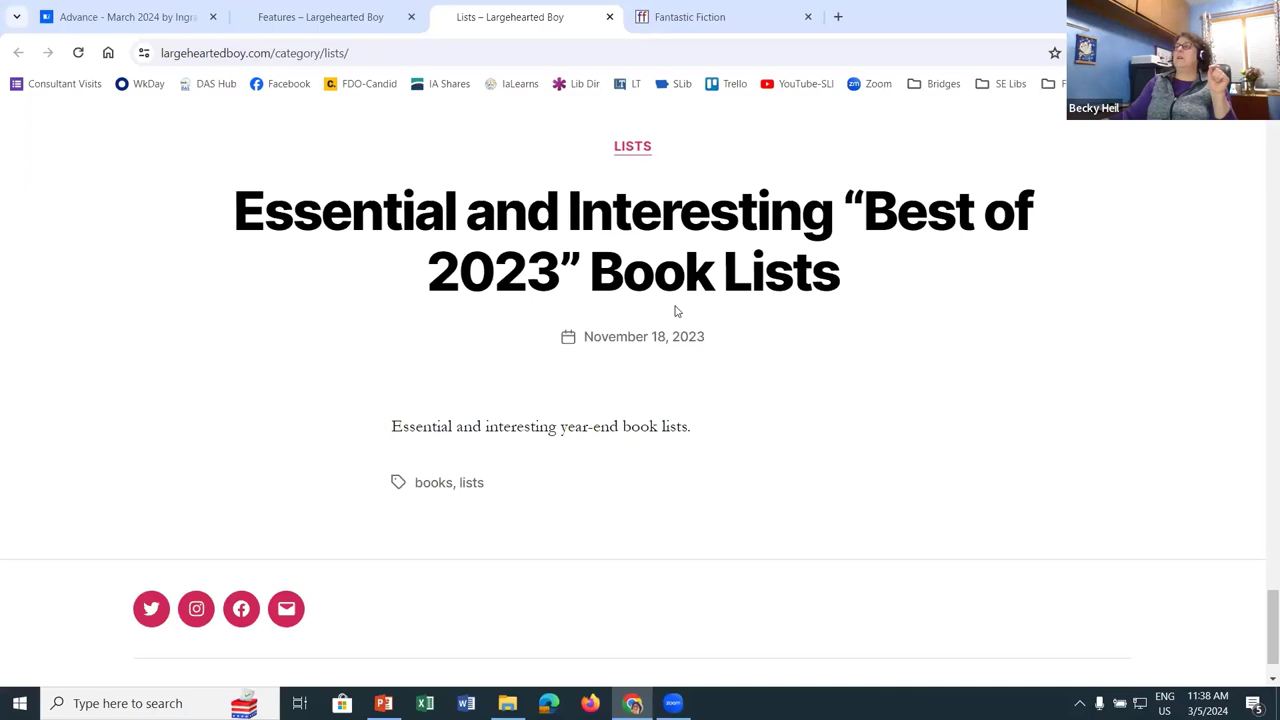 Advance - March 2024 by Ingra
Features – Largehearted Boy
Lists – Largehearted Boy
Fantastic Fiction
largeheartedboy.com/category/lists/
Consultant Visits
WkDay
DAS Hub
Facebook
FDO-Candid
IA Shares
IaLearns
Lib Dir
LT
SLib
Trello
YouTube-SLI
Zoom
Bridges
SE Libs
F
Becky Heil
LISTS
Essential and Interesting “Best of
2023” Book Lists
November 18, 2023
Essential and interesting year-end book lists.
books, lists
Type here to search
ENG
US
11:38 AM
3/5/2024
5